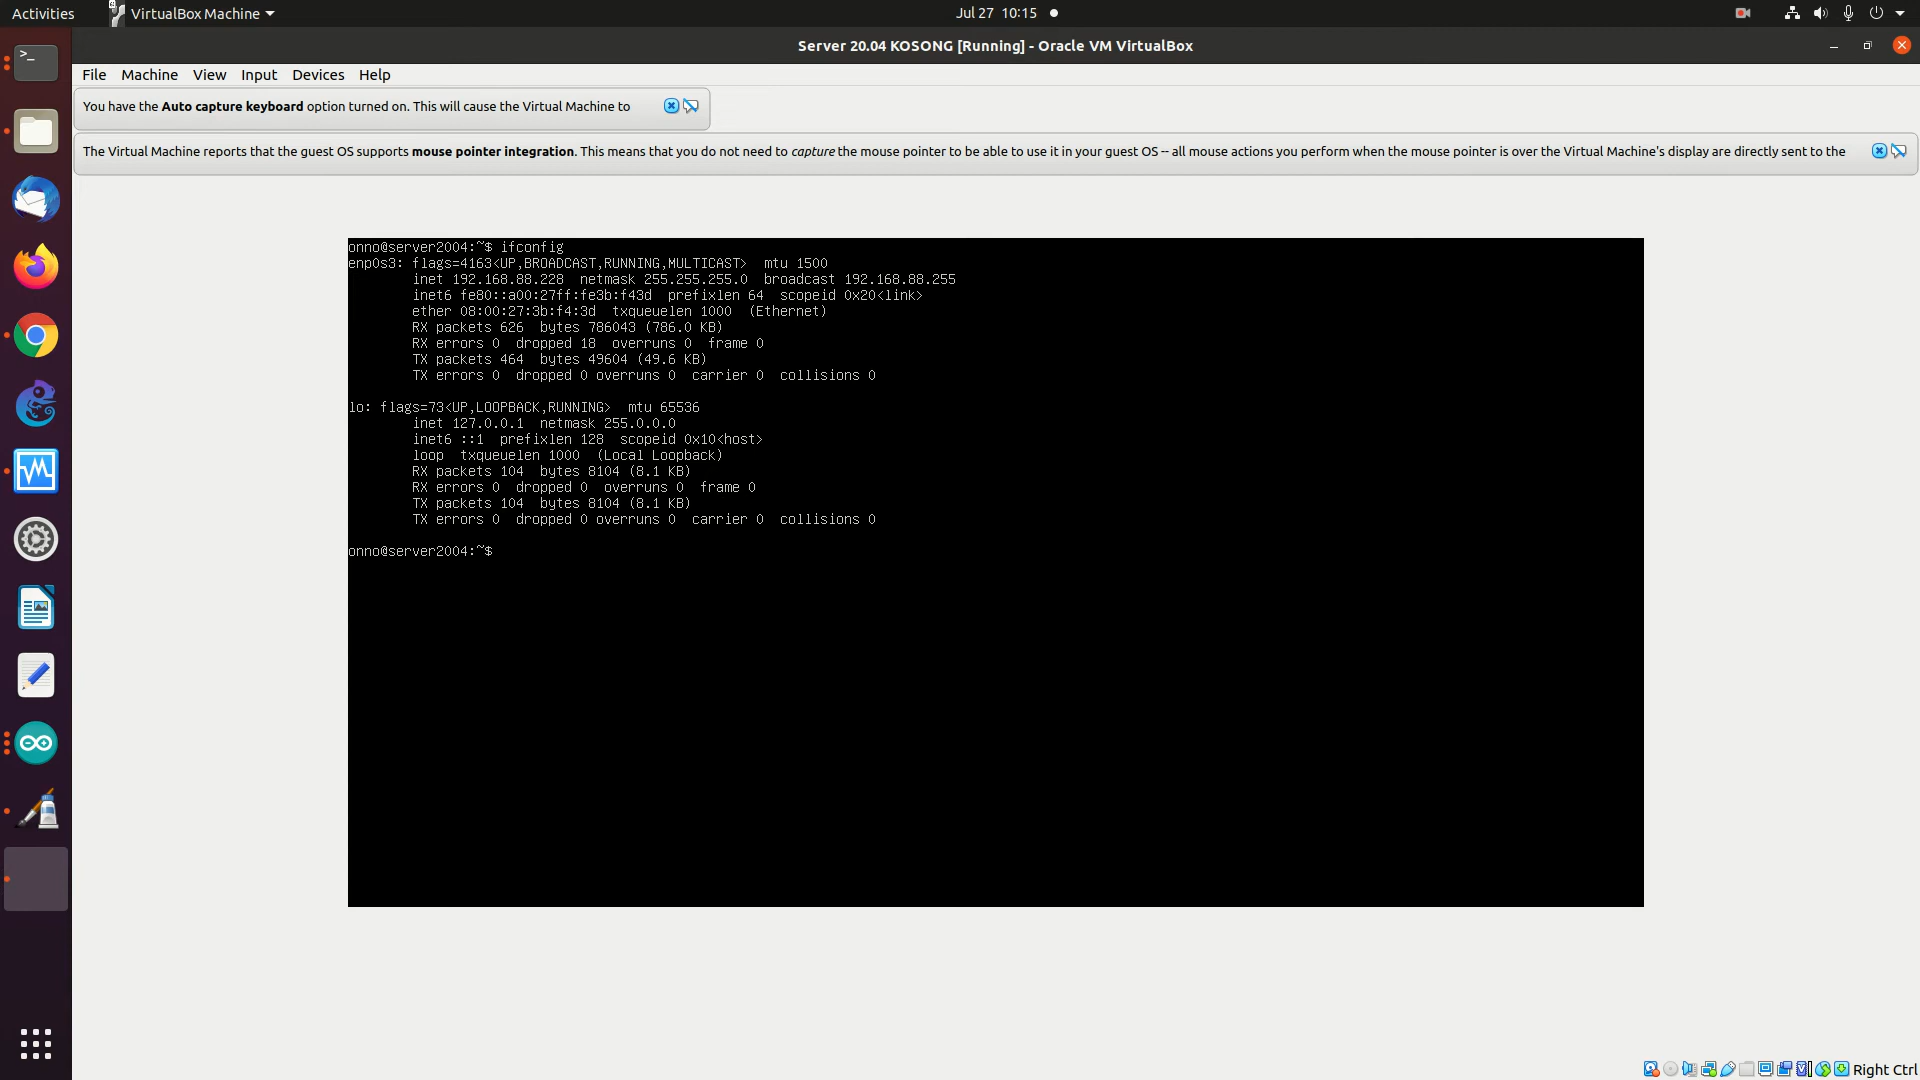 Activities
VirtualBox Machine
Jul 27 10:15
Server 20.04 KOSONG [Running] - Oracle VM VirtualBox
File Machine View Input Devices Help
You have the Auto capture keyboard option turned on. This will cause the Virtual Machine to
The Virtual Machine reports that the guest OS supports mouse pointer integration. This means that you do not need to capture the mouse pointer to be able to use it in your guest OS -- all mouse actions you perform when the mouse pointer is over the Virtual Machine's display are directly sent to the
onno@server2004:~$ ifconfig
enp0s3: flags=4163<UP,BROADCAST,RUNNING,MULTICAST>  mtu 1500
inet 192.168.88.228  netmask 255.255.255.0  broadcast 192.168.88.255
inet6 fe80::a00:27ff:fe3b:f43d  prefixlen 64  scopeid 0x20<link>
ether 08:00:27:3b:f4:3d  txqueuelen 1000  (Ethernet)
RX packets 626  bytes 786043 (786.0 KB)
RX errors 0  dropped 18  overruns 0  frame 0
TX packets 464  bytes 49604 (49.6 KB)
TX errors 0  dropped 0 overruns 0  carrier 0  collisions 0
lo: flags=73<UP,LOOPBACK,RUNNING>  mtu 65536
inet 127.0.0.1  netmask 255.0.0.0
inet6 ::1  prefixlen 128  scopeid 0x10<host>
loop  txqueuelen 1000  (Local Loopback)
RX packets 104  bytes 8104 (8.1 KB)
RX errors 0  dropped 0  overruns 0  frame 0
TX packets 104  bytes 8104 (8.1 KB)
TX errors 0  dropped 0 overruns 0  carrier 0  collisions 0
onno@server2004:~$
Right Ctrl